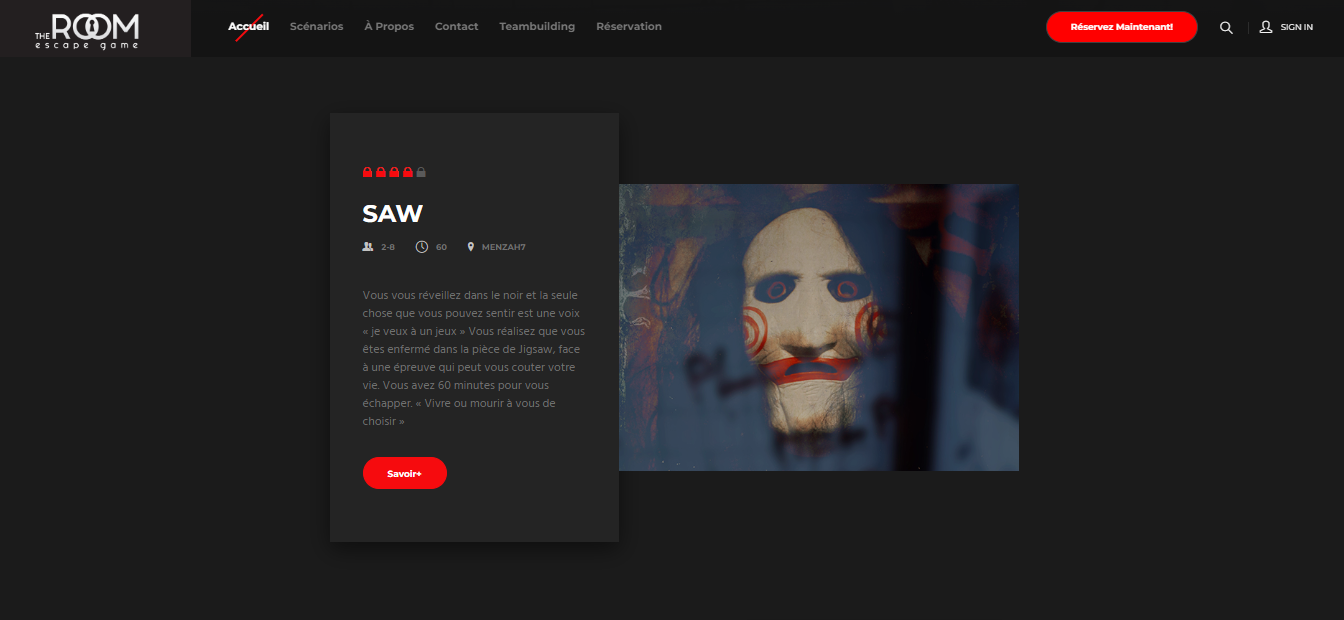 THE ROOM
escape game
Accueil
Scénarios
À Propos
Contact
Teambuilding
Réservation
Réservez Maintenant!
SIGN IN
SAW
2-8
60
MENZAH7
Vous vous réveillez dans le noir et la seule
chose que vous pouvez sentir est une voix
« je veux à un jeux » Vous réalisez que vous
êtes enfermé dans la pièce de Jigsaw, face
à une épreuve qui peut vous couter votre
vie. Vous avez 60 minutes pour vous
échapper. « Vivre ou mourir à vous de
choisir »
Savoir+